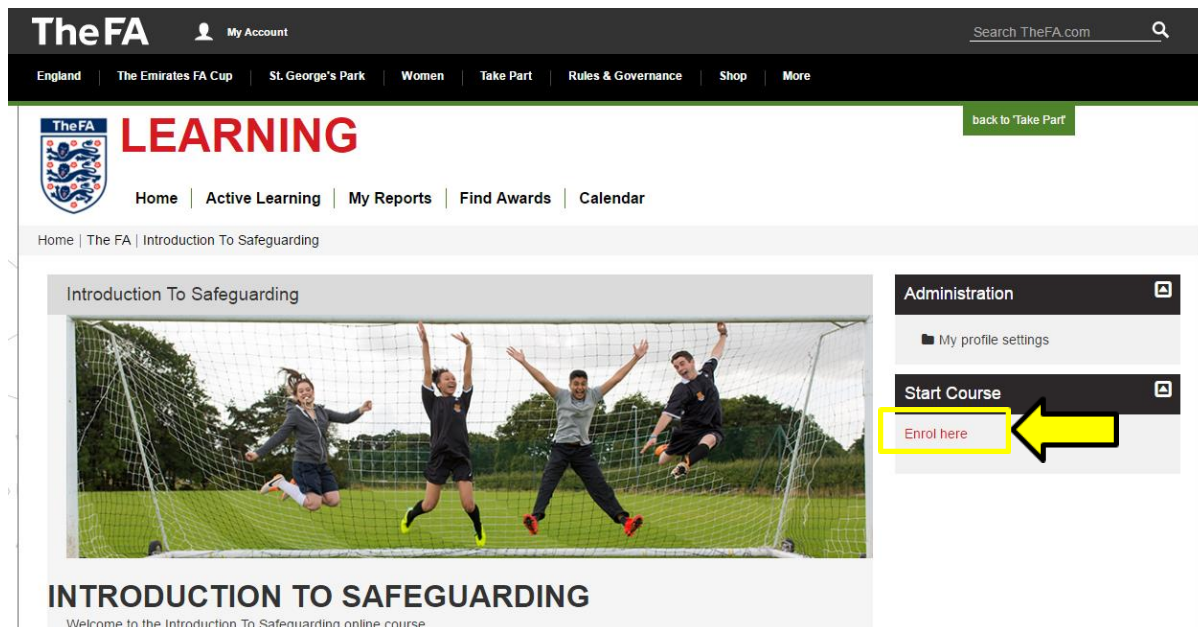 TheFA My Account Search TheFA.com
England The Emirates FA Cup St. George's Park Women Take Part Rules & Governance Shop More
back to 'Take Part'
TheFA
LEARNING
Home Active Learning My Reports Find Awards Calendar
Home | The FA | Introduction To Safeguarding
Introduction To Safeguarding
Administration
My profile settings
Start Course
Enrol here
INTRODUCTION TO SAFEGUARDING
Welcome to the Introduction To Safeguarding online course